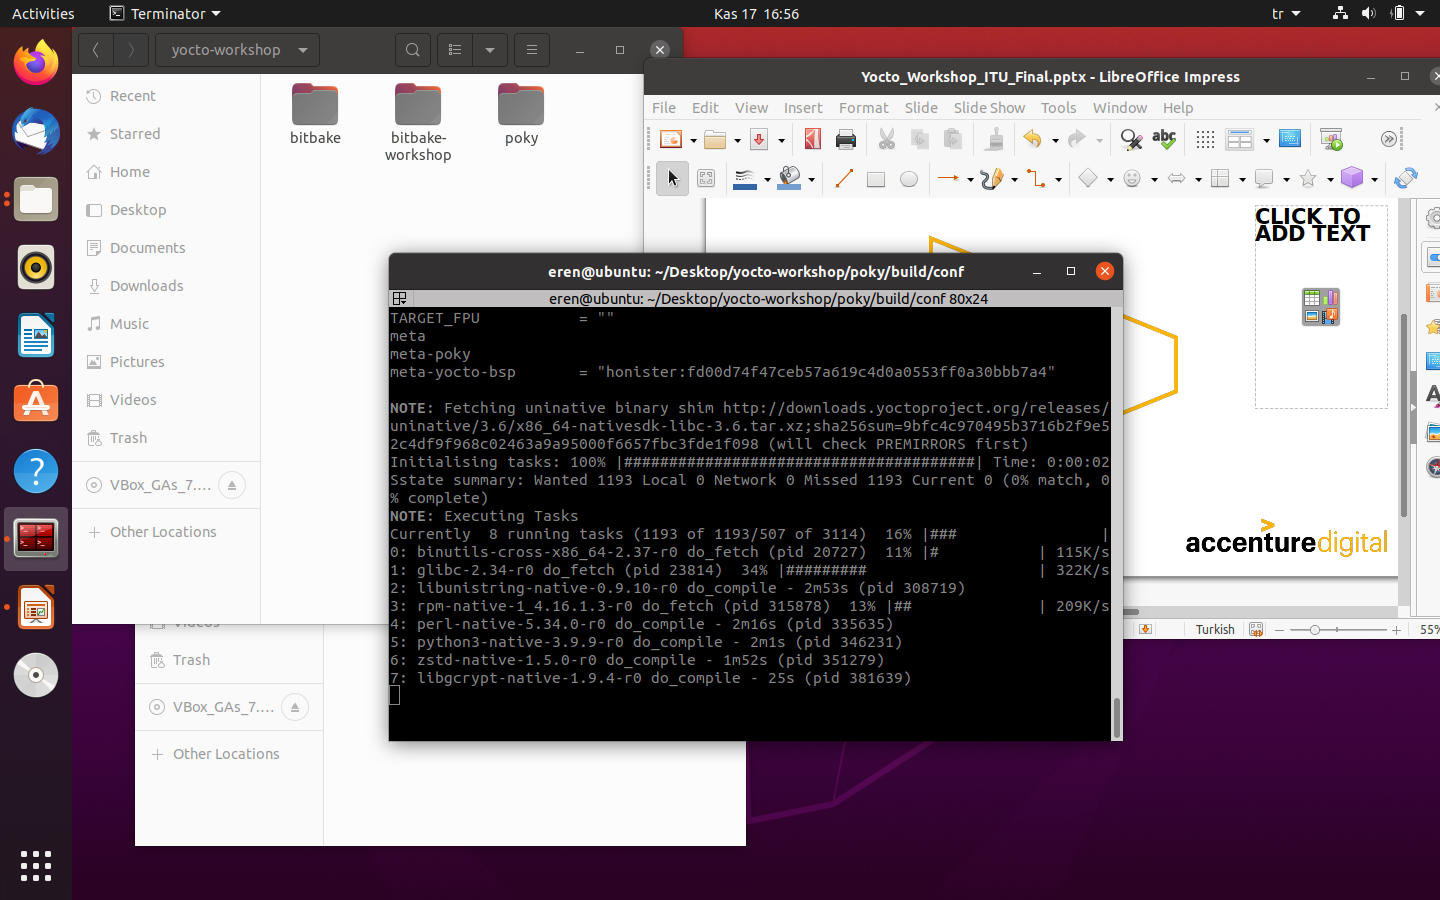 Activities
Terminator
Kas 17 16:56
tr
yocto-workshop
Recent
Starred
Home
Desktop
Documents
Downloads
Music
Pictures
Videos
Trash
VBox_GAs_7....
Other Locations
bitbake
bitbake-
workshop
poky
Yocto_Workshop_ITU_Final.pptx - LibreOffice Impress
File Edit View Insert Format Slide Slide Show Tools Window Help
abc
CLICK TO
ADD TEXT
accenturedigital
Turkish
55%
eren@ubuntu: ~/Desktop/yocto-workshop/poky/build/conf
eren@ubuntu: ~/Desktop/yocto-workshop/poky/build/conf 80x24
TARGET_FPU           = ""
meta
meta-poky
meta-yocto-bsp       = "honister:fd00d74f47ceb57a619c4d0a0553ff0a30bbb7a4"
NOTE: Fetching uninative binary shim http://downloads.yoctoproject.org/releases/
uninative/3.6/x86_64-nativesdk-libc-3.6.tar.xz;sha256sum=9bfc4c970495b3716b2f9e5
2c4df9f968c02463a9a95000f6657fbc3fde1f098 (will check PREMIRRORS first)
Initialising tasks: 100% |#######################################| Time: 0:00:02
Sstate summary: Wanted 1193 Local 0 Network 0 Missed 1193 Current 0 (0% match, 0
% complete)
NOTE: Executing Tasks
Currently  8 running tasks (1193 of 1193/507 of 3114)  16% |###                |
0: binutils-cross-x86_64-2.37-r0 do_fetch (pid 20727)  11% |#           | 115K/s
1: glibc-2.34-r0 do_fetch (pid 23814)  34% |#########                   | 322K/s
2: libunistring-native-0.9.10-r0 do_compile - 2m53s (pid 308719)
3: rpm-native-1_4.16.1.3-r0 do_fetch (pid 315878)  13% |##              | 209K/s
4: perl-native-5.34.0-r0 do_compile - 2m16s (pid 335635)
5: python3-native-3.9.9-r0 do_compile - 2m1s (pid 346231)
6: zstd-native-1.5.0-r0 do_compile - 1m52s (pid 351279)
7: libgcrypt-native-1.9.4-r0 do_compile - 25s (pid 381639)
Videos
Trash
VBox_GAs_7....
Other Locations